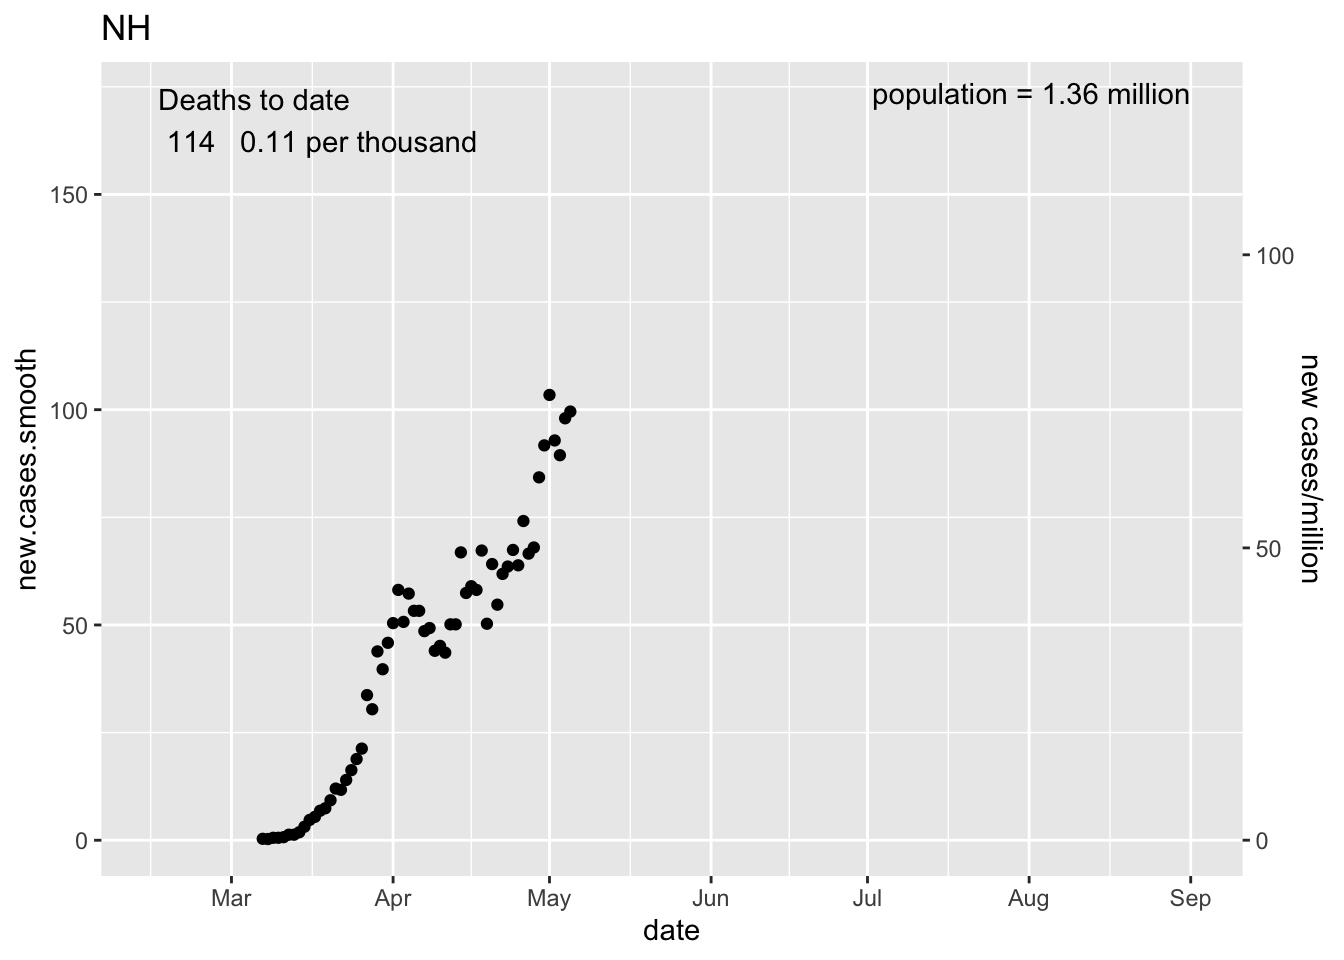 NH
Deaths to date
114 0.11 per thousand
population = 1.36 million
new.cases.smooth
150
100
50
0
100
50
0
new cases/million
Mar Apr May Jun Jul Aug Sep
date